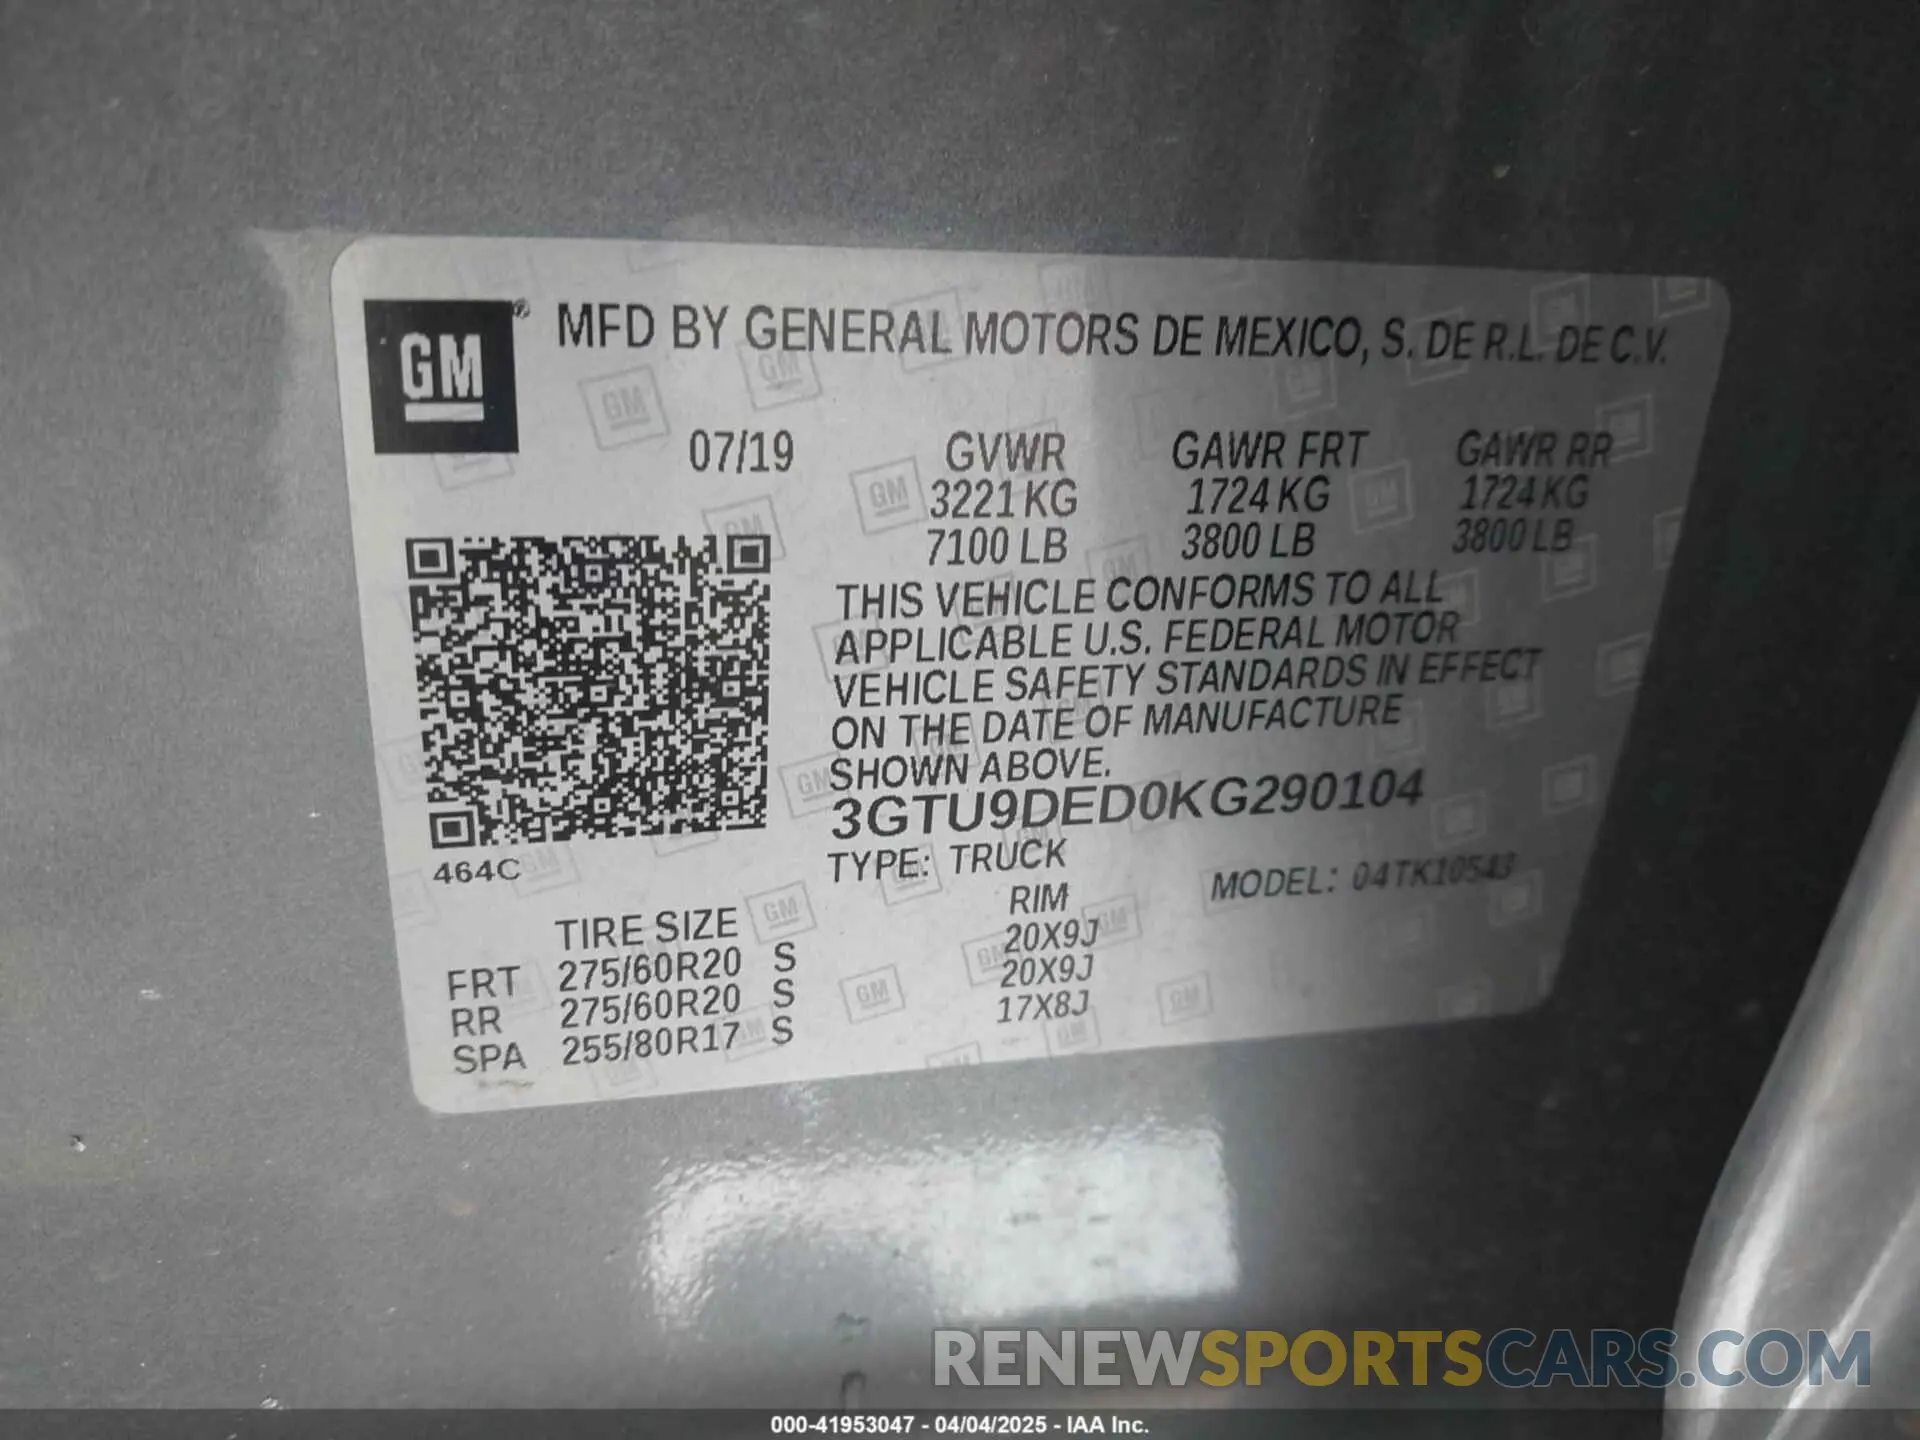 GM® MFD BY GENERAL MOTORS DE MEXICO, S. DE R.L. DE C.V.
07/19 GVWR GAWR FRT GAWR RR
3221 KG 1724 KG 1724 KG
7100 LB 3800 LB 3800 LB
THIS VEHICLE CONFORMS TO ALL
APPLICABLE U.S. FEDERAL MOTOR
VEHICLE SAFETY STANDARDS IN EFFECT
ON THE DATE OF MANUFACTURE
SHOWN ABOVE.
3GTU9DED0KG290104
464C
TYPE: TRUCK MODEL: 04TK10543
TIRE SIZE RIM
FRT 275/60R20 S 20X9J
RR 275/60R20 S 20X9J
SPA 255/80R17 S 17X8J
RENEWSPORTSCARS.COM
000-41953047 - 04/04/2025 - IAA Inc.